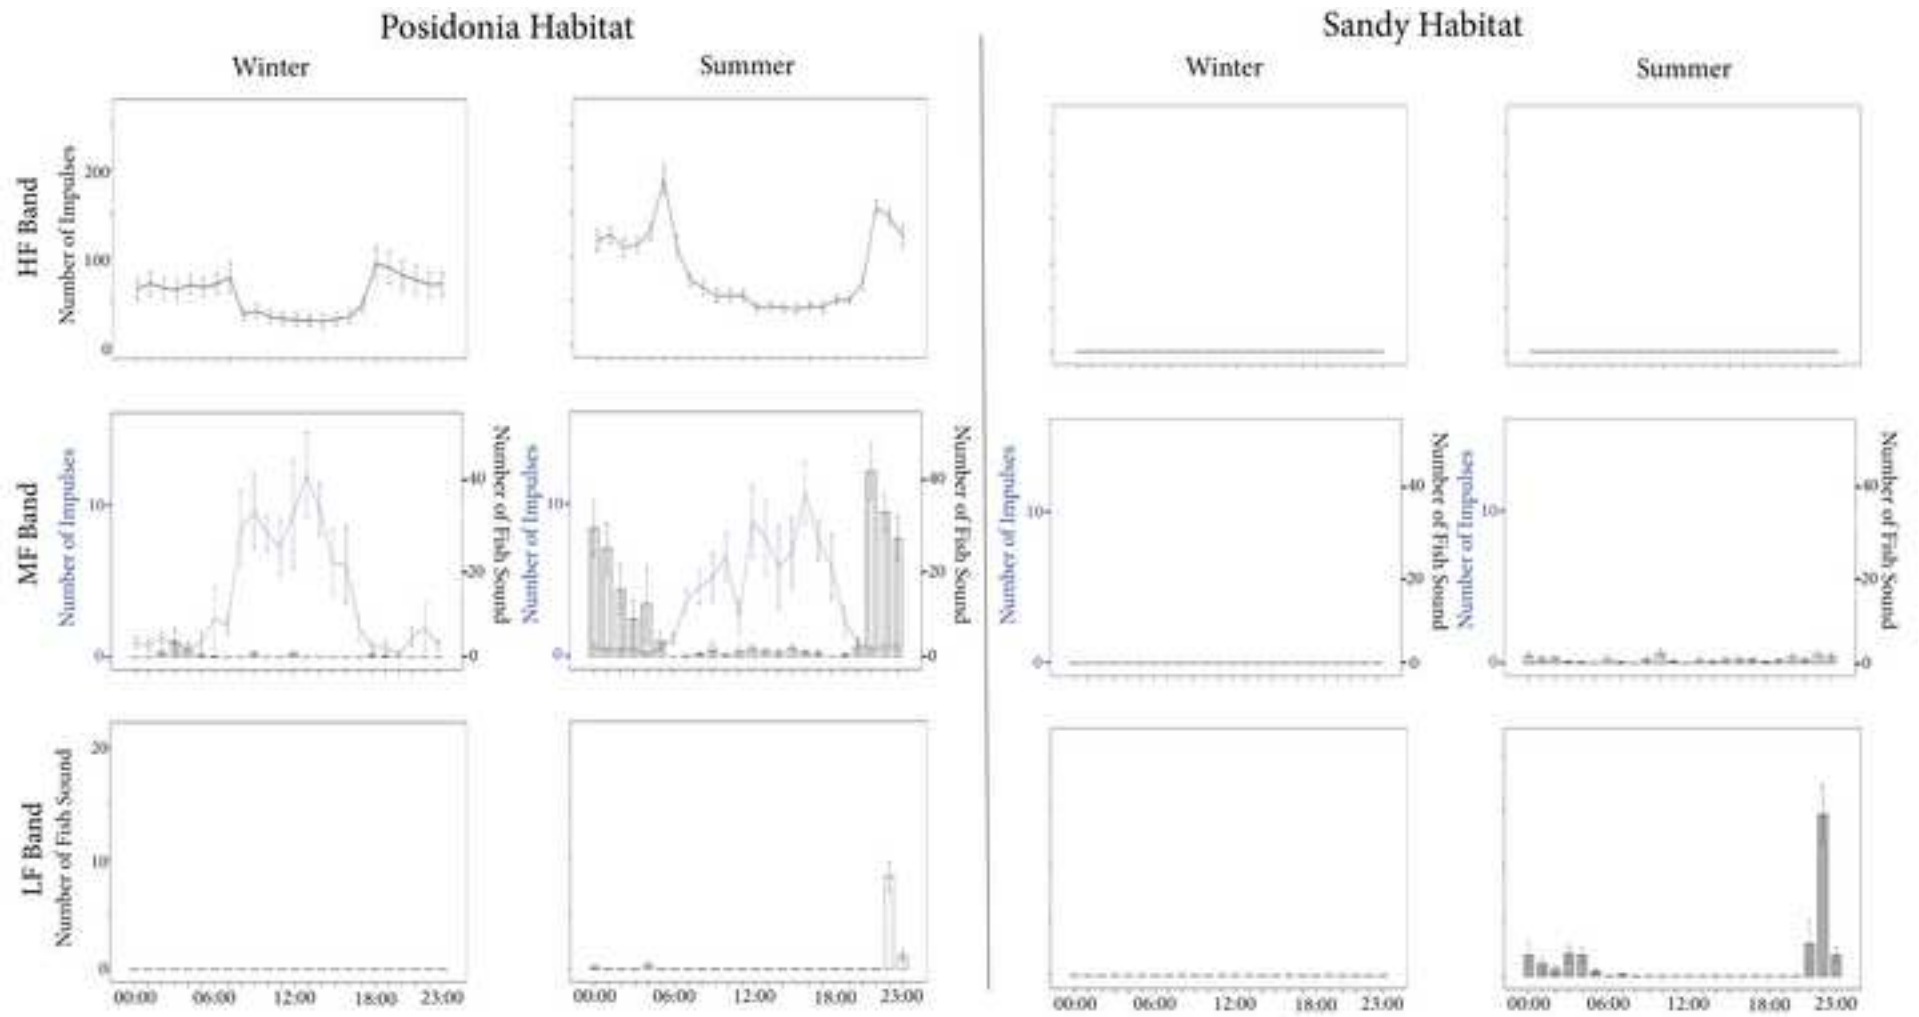 Posidonia Habitat
Sandy Habitat
Winter
Summer
Winter
Summer
HF Band
Number of Impulses
200
100
0
MF Band
Number of Impulses
10
0
40
20
0
Number of Fish Sound
Number of Impulses
10
0
40
20
0
Number of Fish Sound
Number of Impulses
10
0
40
20
0
Number of Fish Sound
Number of Impulses
10
0
40
20
0
Number of Fish Sound
LF Band
Number of Fish Sound
20
10
0
00:00 06:00 12:00 18:00 23:00
00:00 06:00 12:00 18:00 23:00
00:00 06:00 12:00 18:00 23:00
00:00 06:00 12:00 18:00 23:00